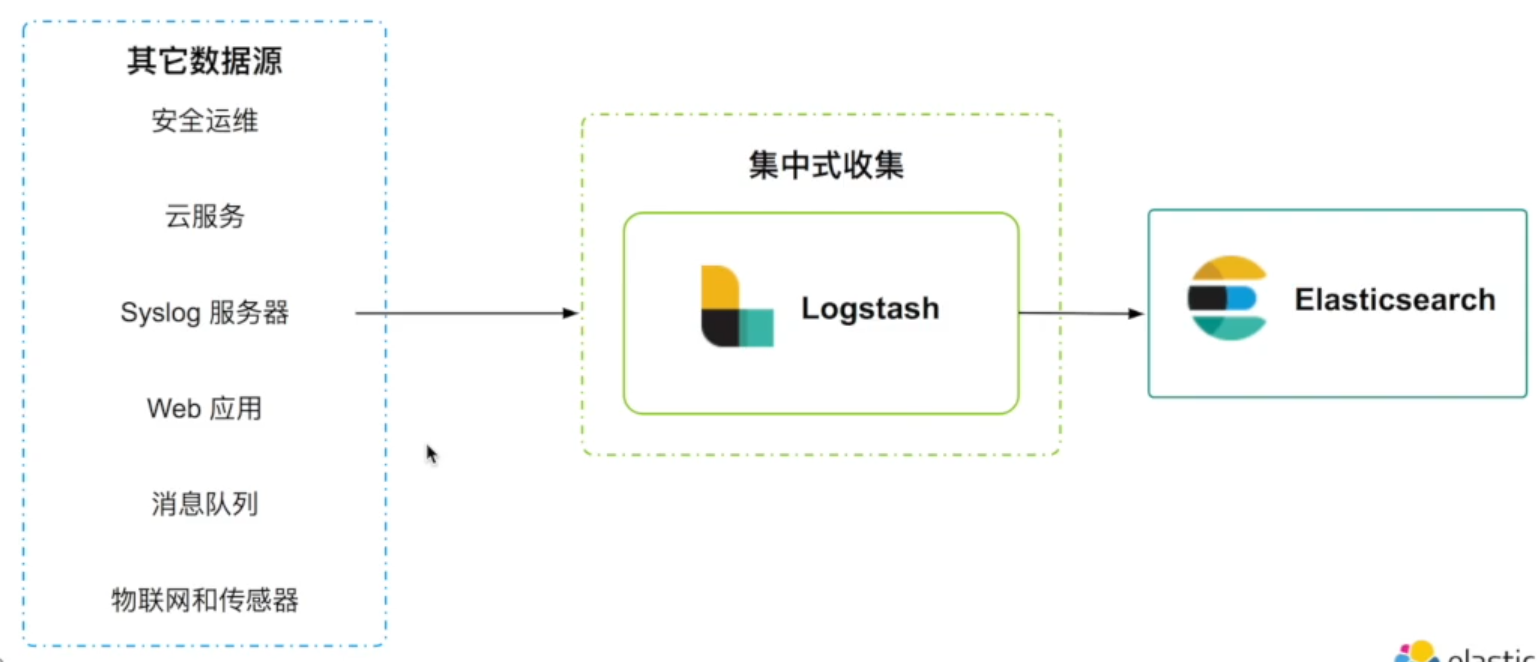 其它数据源
安全运维
云服务
Syslog 服务器
Web 应用
消息队列
物联网和传感器
集中式收集
Logstash
Elasticsearch
elastic